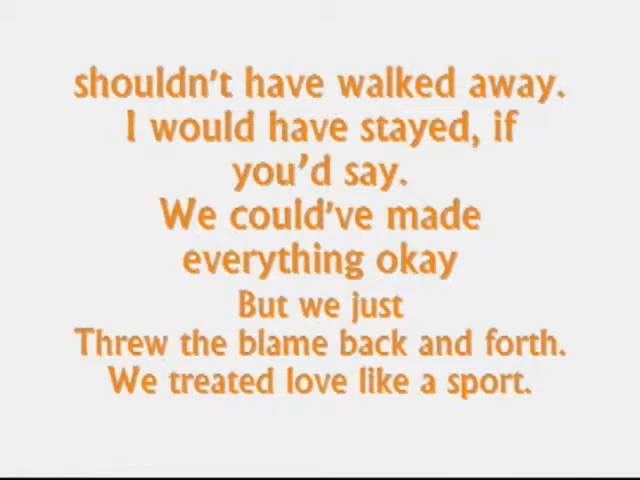 shouldn't have walked away.
I would have stayed, if
you’d say.
We could've made
everything okay
But we just
Threw the blame back and forth.
We treated love like a sport.